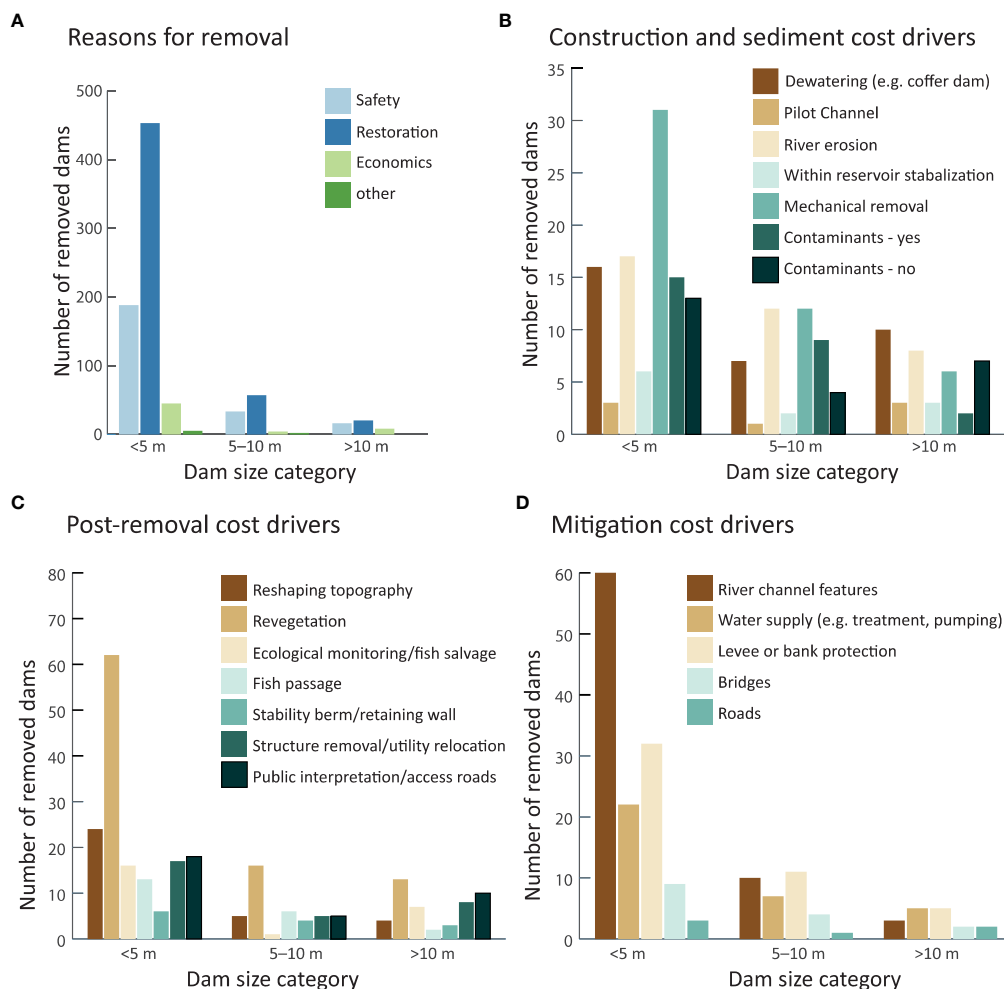 A
Reasons for removal
Number of removed dams
500
400
300
200
100
0
Safety
Restoration
Economics
other
<5 m
5–10 m
>10 m
Dam size category
B
Construction and sediment cost drivers
Number of removed dams
35
30
25
20
15
10
5
0
Dewatering (e.g. coffer dam)
Pilot Channel
River erosion
Within reservoir stabalization
Mechanical removal
Contaminants - yes
Contaminants - no
<5 m
5–10 m
>10 m
Dam size category
C
Post-removal cost drivers
Number of removed dams
80
70
60
50
40
30
20
10
0
Reshaping topography
Revegetation
Ecological monitoring/fish salvage
Fish passage
Stability berm/retaining wall
Structure removal/utility relocation
Public interpretation/access roads
<5 m
5–10 m
>10 m
Dam size category
D
Mitigation cost drivers
Number of removed dams
60
50
40
30
20
10
60
River channel features
Water supply (e.g. treatment, pumping)
Levee or bank protection
Bridges
Roads
<5 m
5–10 m
>10 m
Dam size category